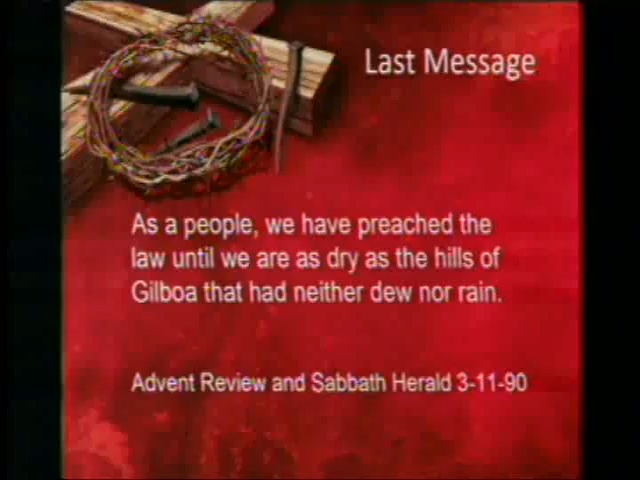 Last Message
As a people, we have preached the
law until we are as dry as the hills of
Gilboa that had neither dew nor rain.
Advent Review and Sabbath Herald 3-11-90